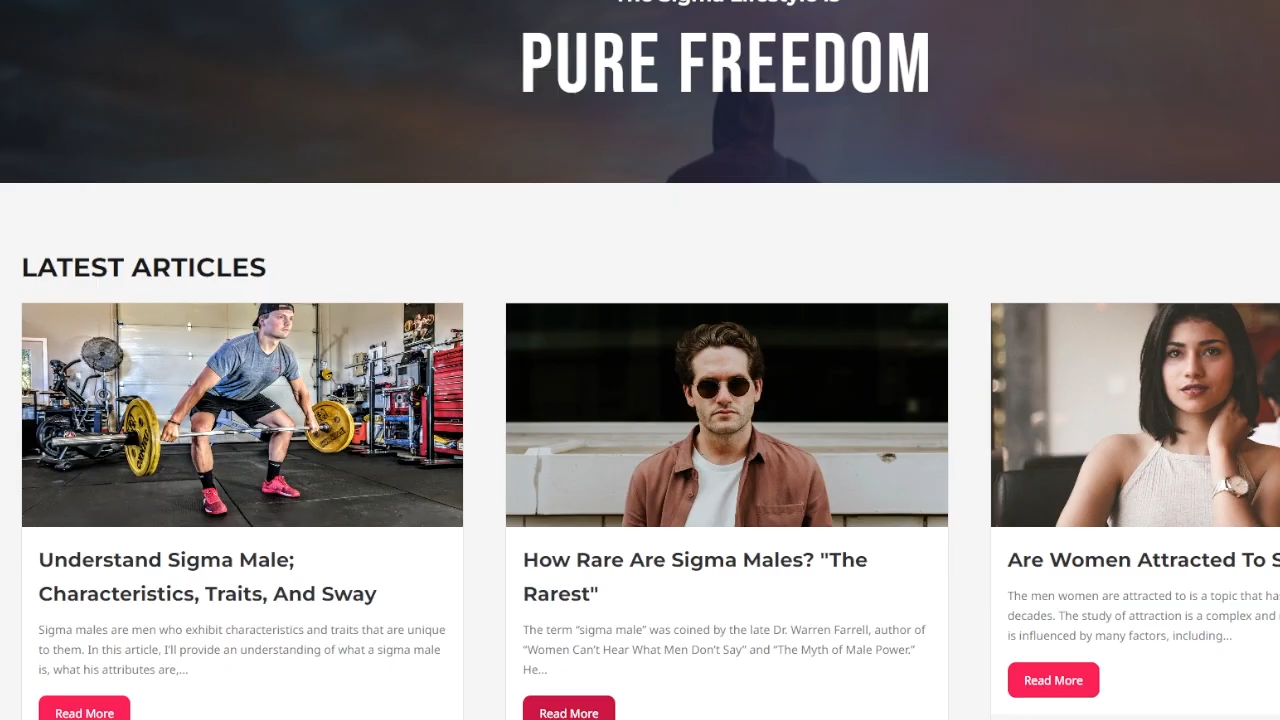 The Sigma Lifestyle is
PURE FREEDOM
LATEST ARTICLES
Understand Sigma Male;
Characteristics, Traits, And Sway
Sigma males are men who exhibit characteristics and traits that are unique
to them. In this article, I'll provide an understanding of what a sigma male
is, what his attributes are,...
Read More
How Rare Are Sigma Males? "The
Rarest"
The term “sigma male” was coined by the late Dr. Warren Farrell, author of
“Women Can’t Hear What Men Don’t Say” and “The Myth of Male Power.”
He...
Read More
Are Women Attracted To
The men women are attracted to is a topic that
decades. The study of attraction is a complex and
is influenced by many factors, including...
Read More